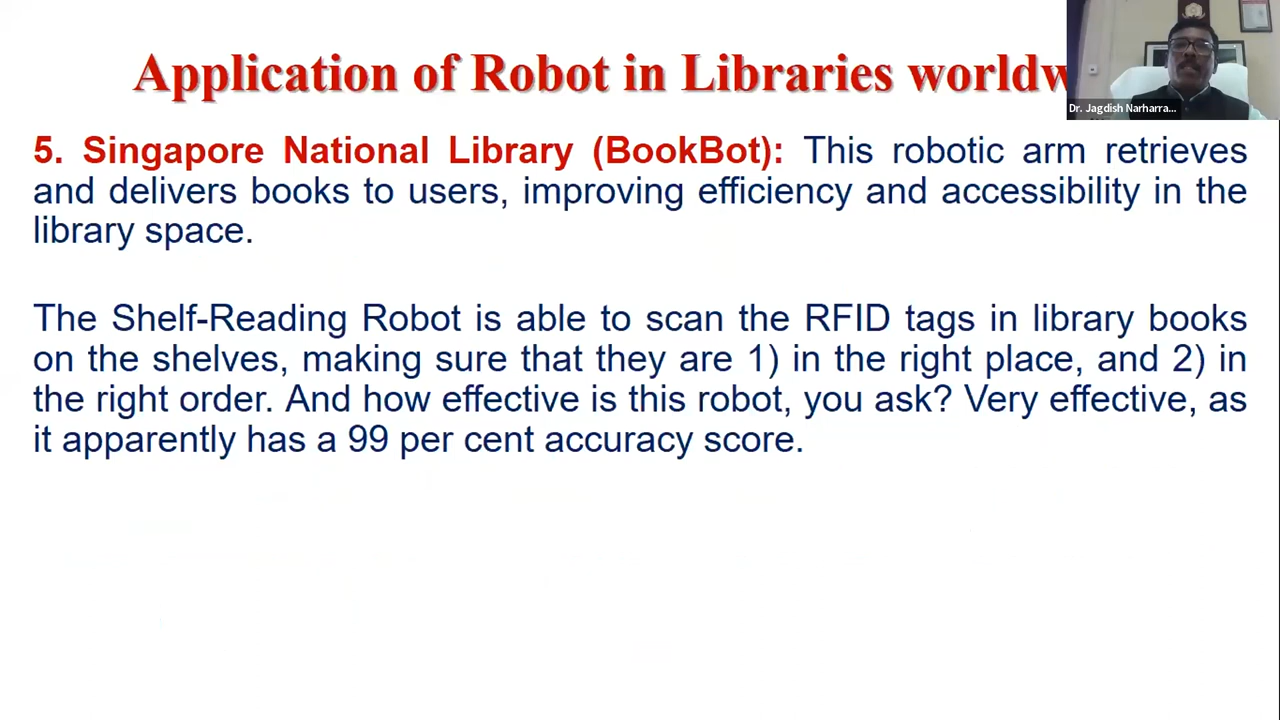 Application of Robot in Libraries worldw
Dr. Jagdish Narharra...
5. Singapore National Library (BookBot): This robotic arm retrieves
and delivers books to users, improving efficiency and accessibility in the
library space.
The Shelf-Reading Robot is able to scan the RFID tags in library books
on the shelves, making sure that they are 1) in the right place, and 2) in
the right order. And how effective is this robot, you ask? Very effective, as
it apparently has a 99 per cent accuracy score.